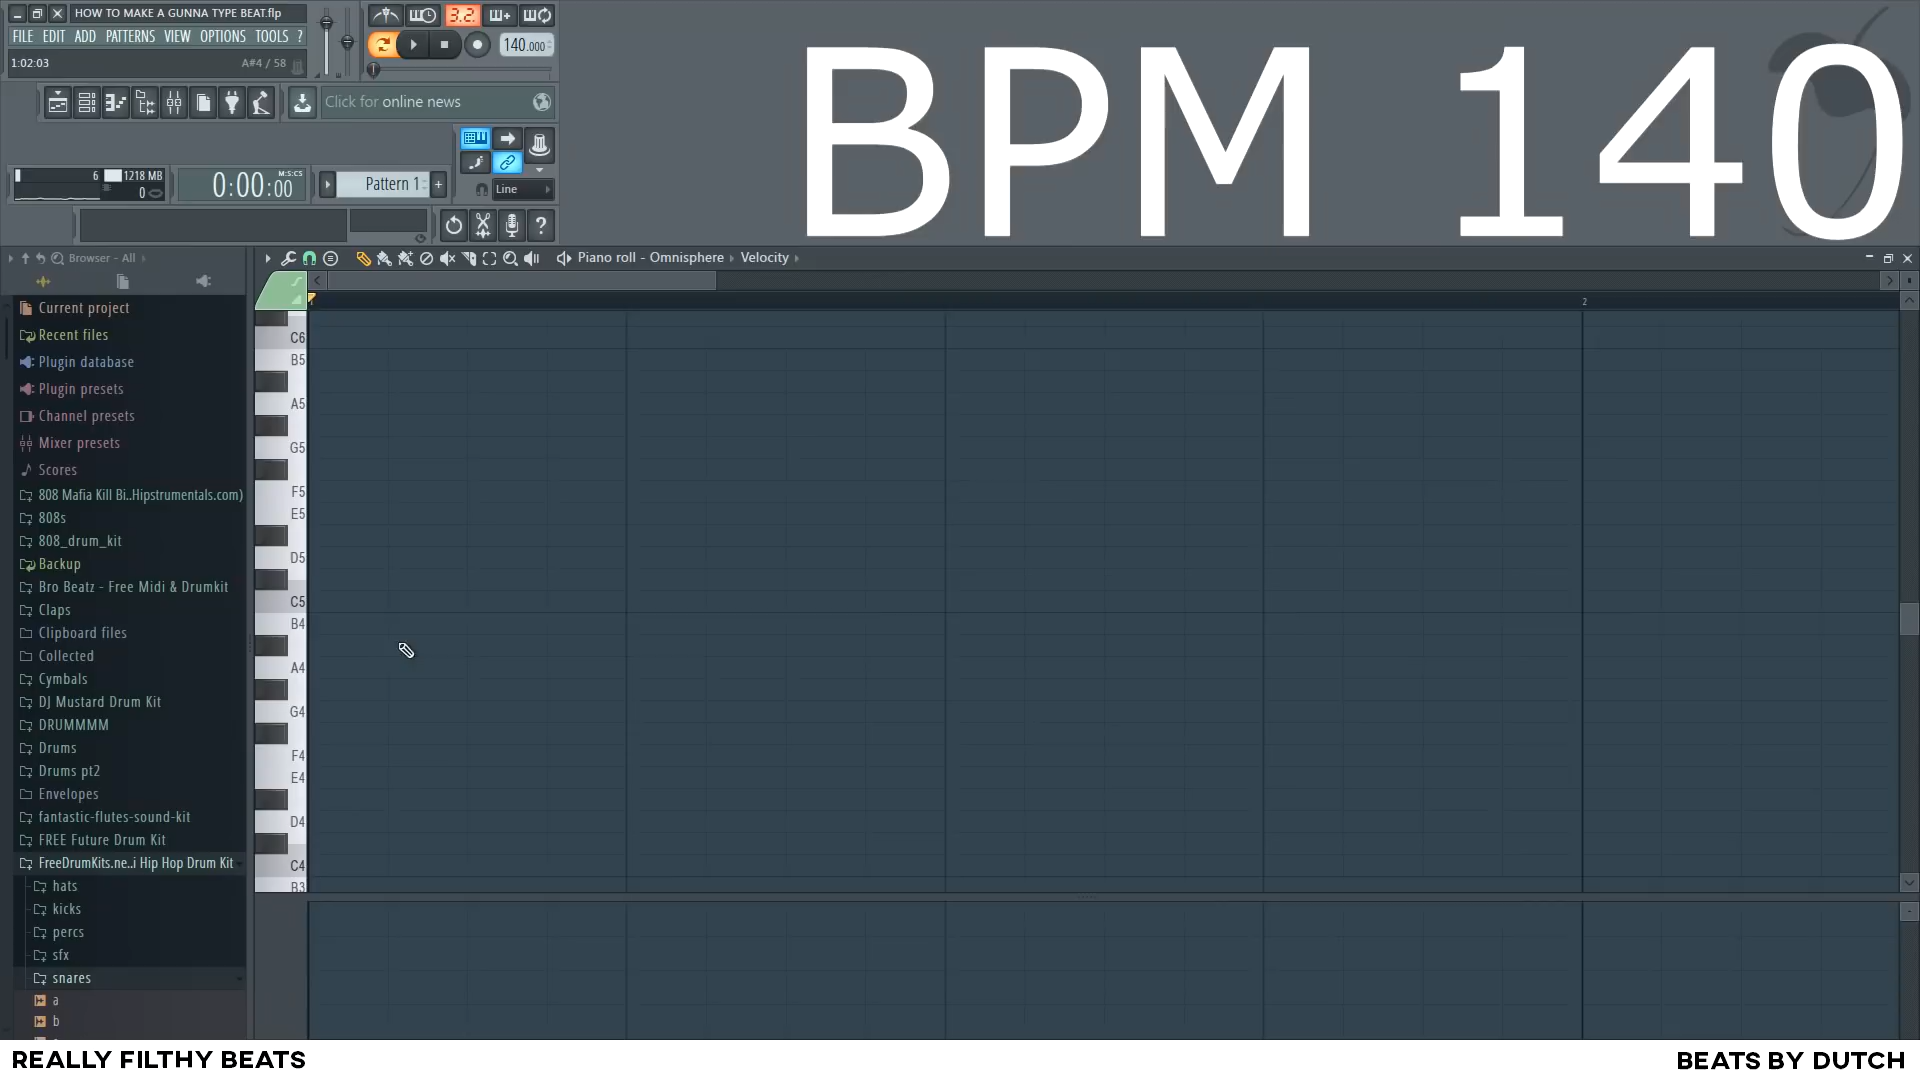 HOW TO MAKE A GUNNA TYPE BEAT.flp
FILE EDIT ADD PATTERNS VIEW OPTIONS TOOLS ?
1:02:03 A#4 / 58
3.2.
140.000
BPM 140
Click for online news
6 1218 MB
0
0:00:00 M:S:CS
Pattern 1 +
Line
?
Browser - All
Piano roll - Omnisphere Velocity
Current project
Recent files
Plugin database
Plugin presets
Channel presets
Mixer presets
Scores
808 Mafia Kill Bi..Hipstrumentals.com)
808s
808_drum_kit
Backup
Bro Beatz - Free Midi & Drumkit
Claps
Clipboard files
Collected
Cymbals
DJ Mustard Drum Kit
DRUMMMM
Drums
Drums pt2
Envelopes
fantastic-flutes-sound-kit
FREE Future Drum Kit
FreeDrumKits.ne..i Hip Hop Drum Kit
hats
kicks
percs
sfx
snares
a
b
2
C6
B5
A5
G5
F5
E5
D5
C5
B4
A4
G4
F4
E4
D4
C4
B3
REALLY FILTHY BEATS
BEATS BY DUTCH